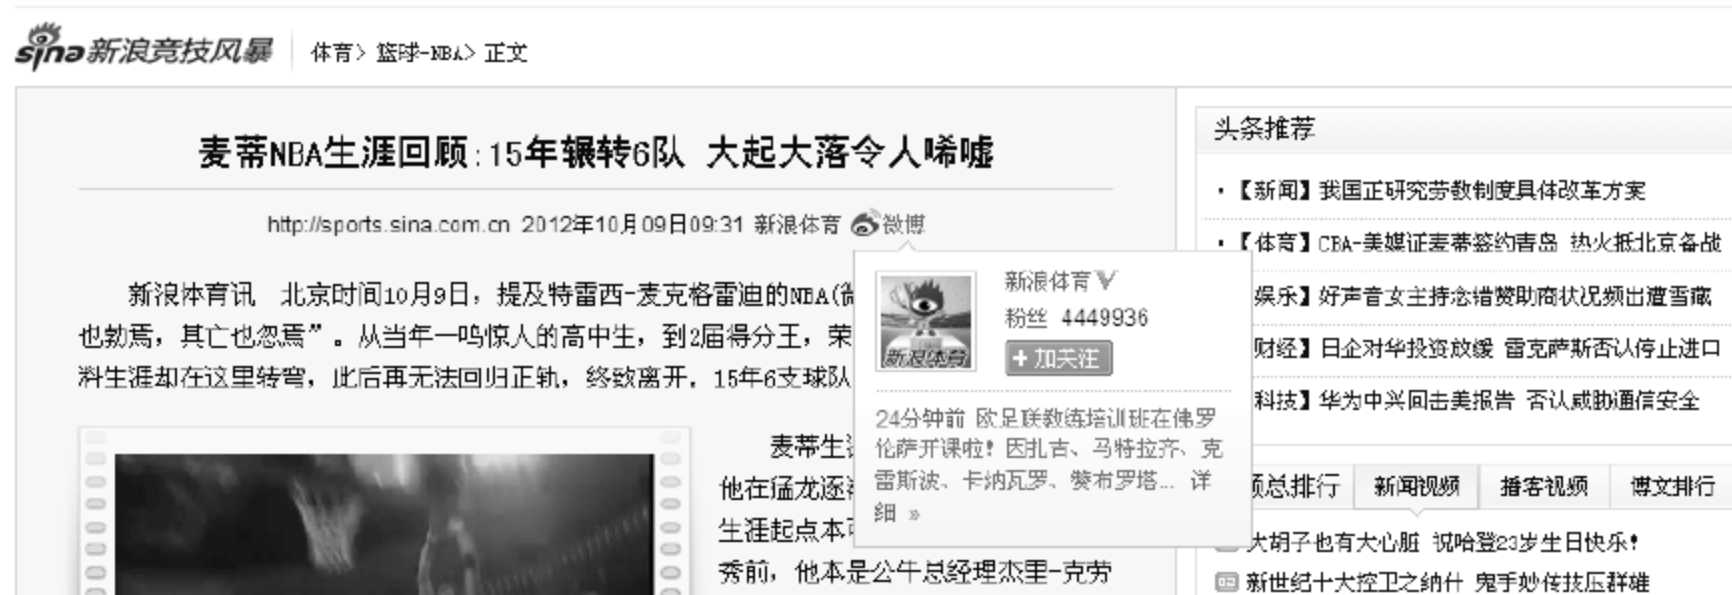 sina新浪竞技风暴
体育> 篮球-NBA> 正文
麦蒂NBA生涯回顾:15年辗转6队 大起大落令人唏嘘
http://sports.sina.com.cn 2012年10月09日09:31 新浪体育 微博
新浪体育讯 北京时间10月9日，提及特雷西-麦克格雷迪的NBA(
也勃焉，其亡也忽焉”。从当年一鸣惊人的高中生，到2届得分王，荣
料生涯却在这里转弯，此后再无法回归正轨，终致离开。15年6支球队
麦蒂生
他在猛龙逐
生涯起点本
秀前，他本是公牛总经理杰里-克劳
新浪体育
新浪体育V
粉丝 4449936
+加关注
24分钟前 欧足联教练培训班在佛罗
伦萨开课啦！因扎吉、马特拉齐、克
雷斯波、卡纳瓦罗、赞布罗塔... 详
细 »
头条推荐
·【新闻】我国正研究劳教制度具体改革方案
·【体育】CBA-美媒证麦蒂签约青岛 热火抵北京备战
娱乐】好声音女主持念错赞助商状况频出遭雪藏
财经】日企对华投资放缓 雷克萨斯否认停止进口
科技】华为中兴回击美报告 否认威胁通信安全
频总排行 新闻视频 播客视频 博文排行
大胡子也有大心脏 祝哈登23岁生日快乐！
新世纪十大控卫之纳什 鬼手妙传技压群雄